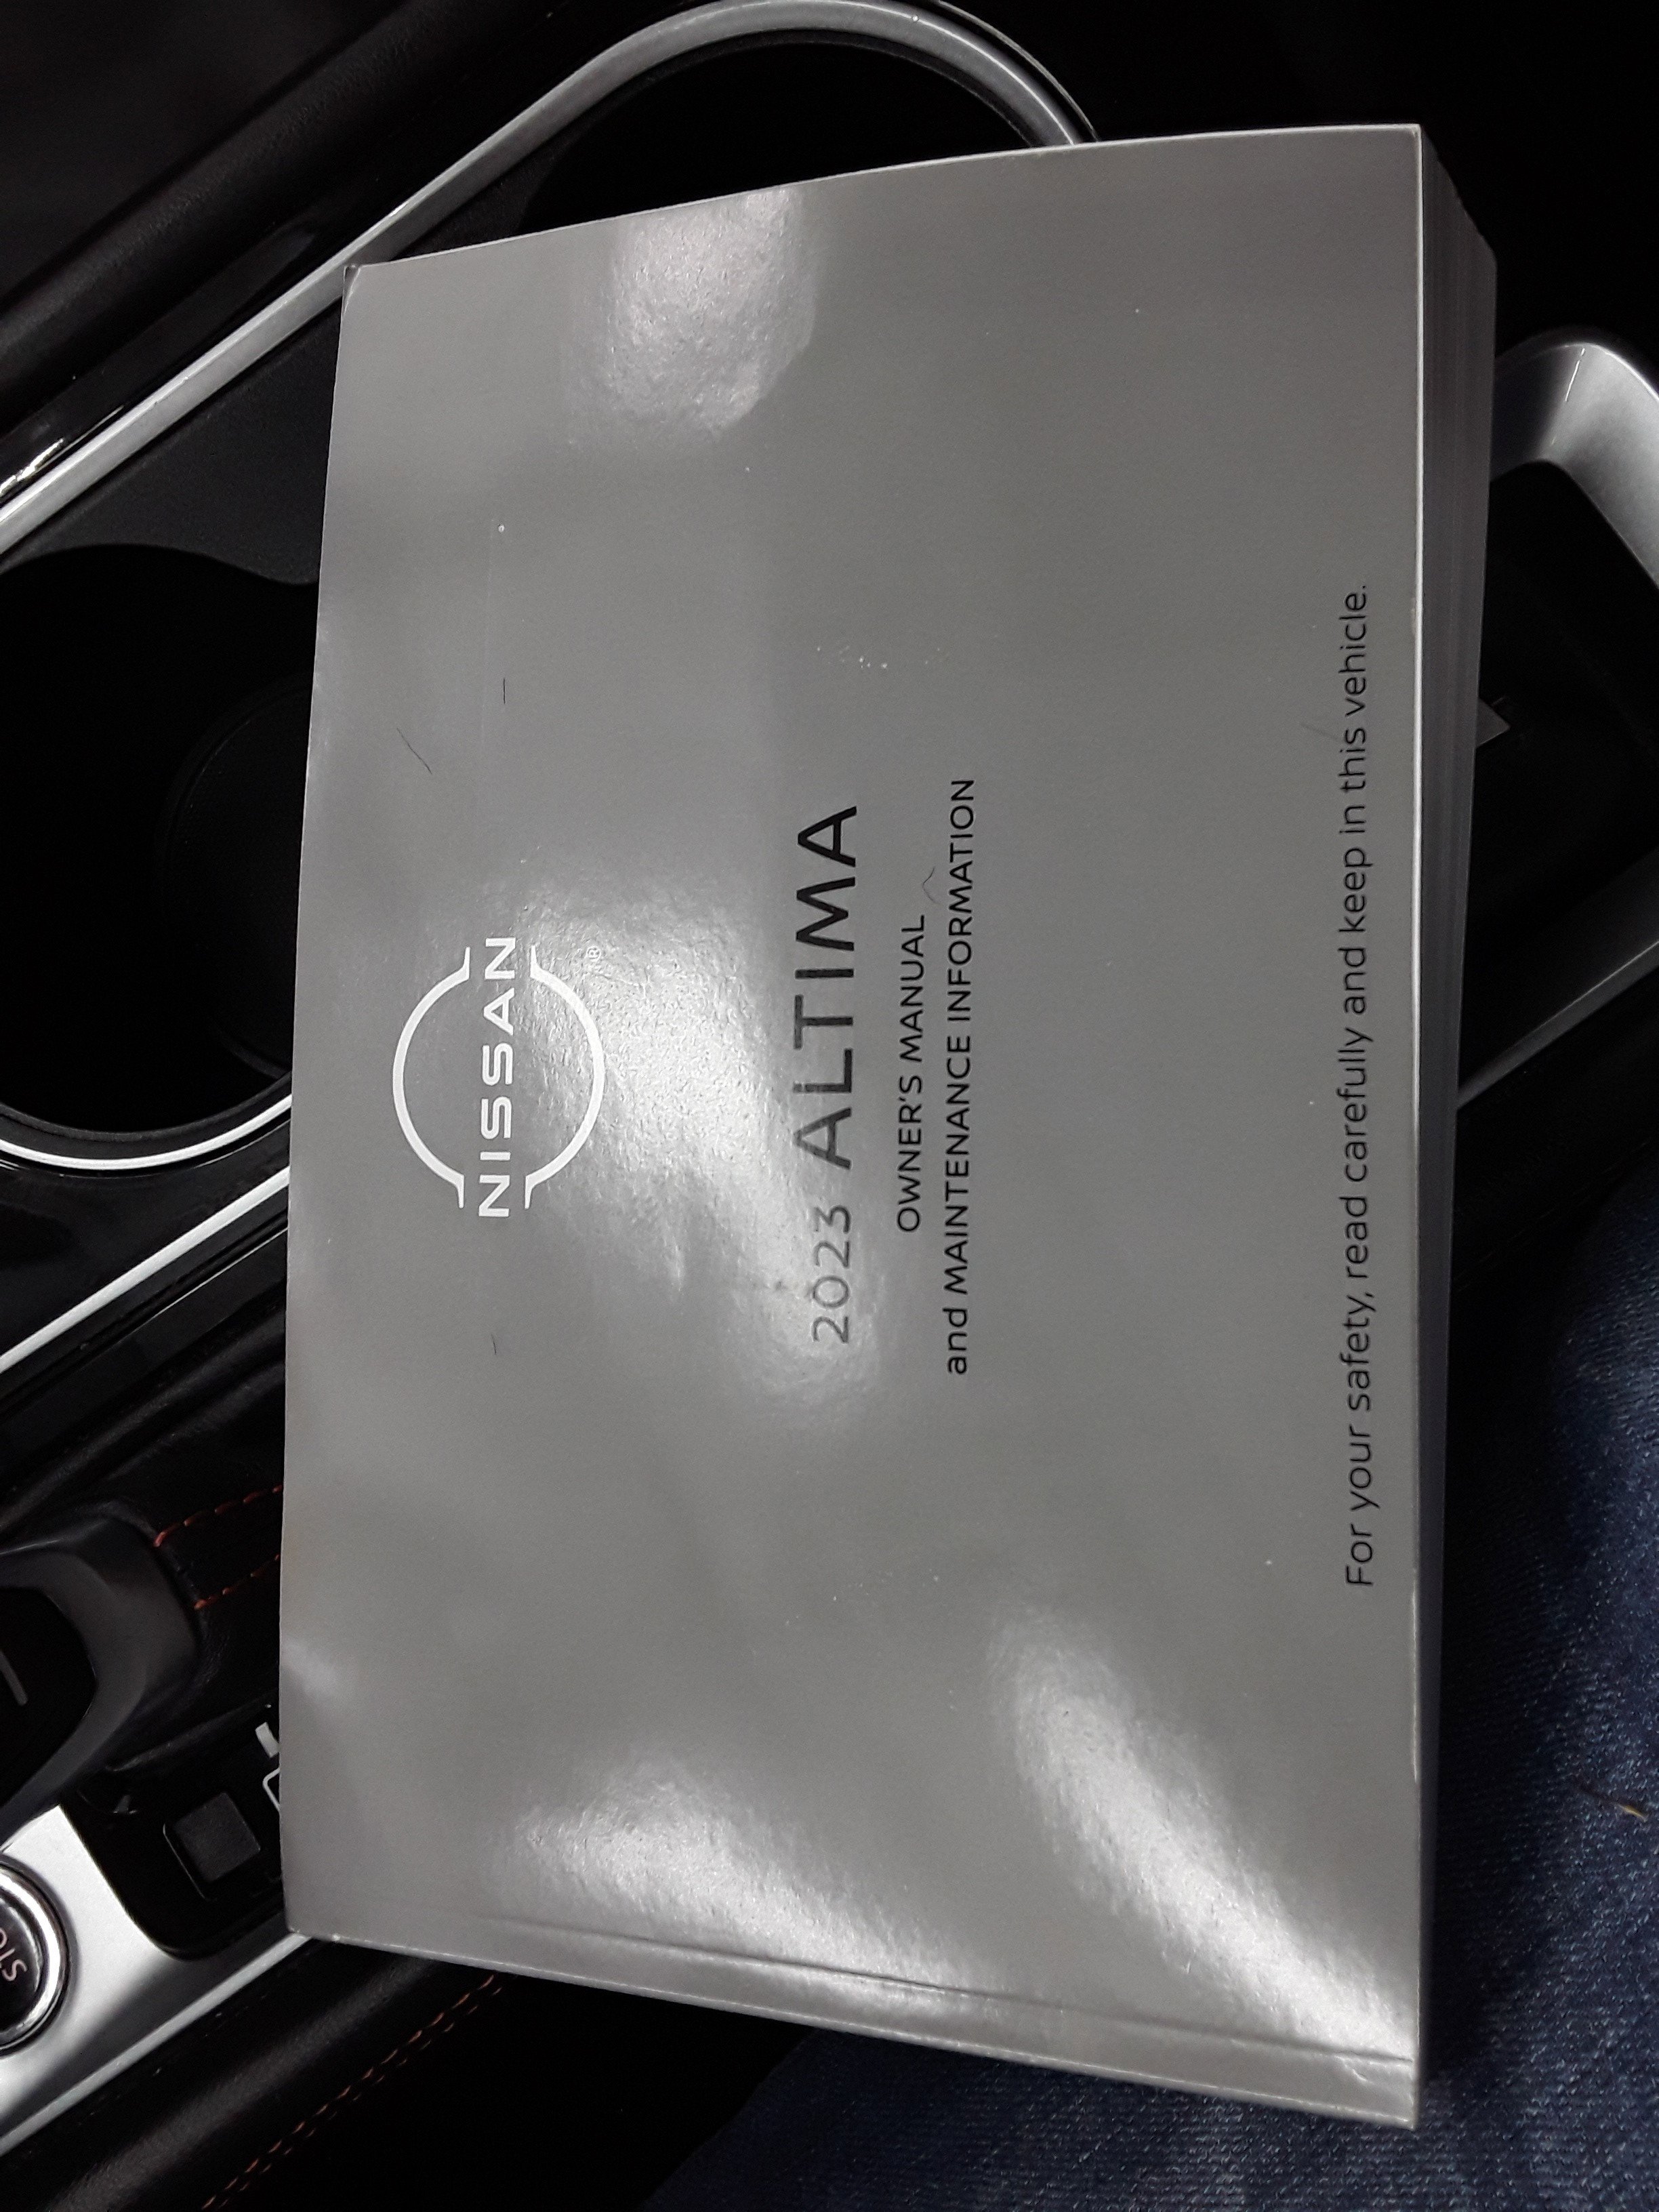 NISSAN
®
2023 ALTIMA
OWNER'S MANUAL
and MAINTENANCE INFORMATION
For your safety, read carefully and keep in this vehicle.